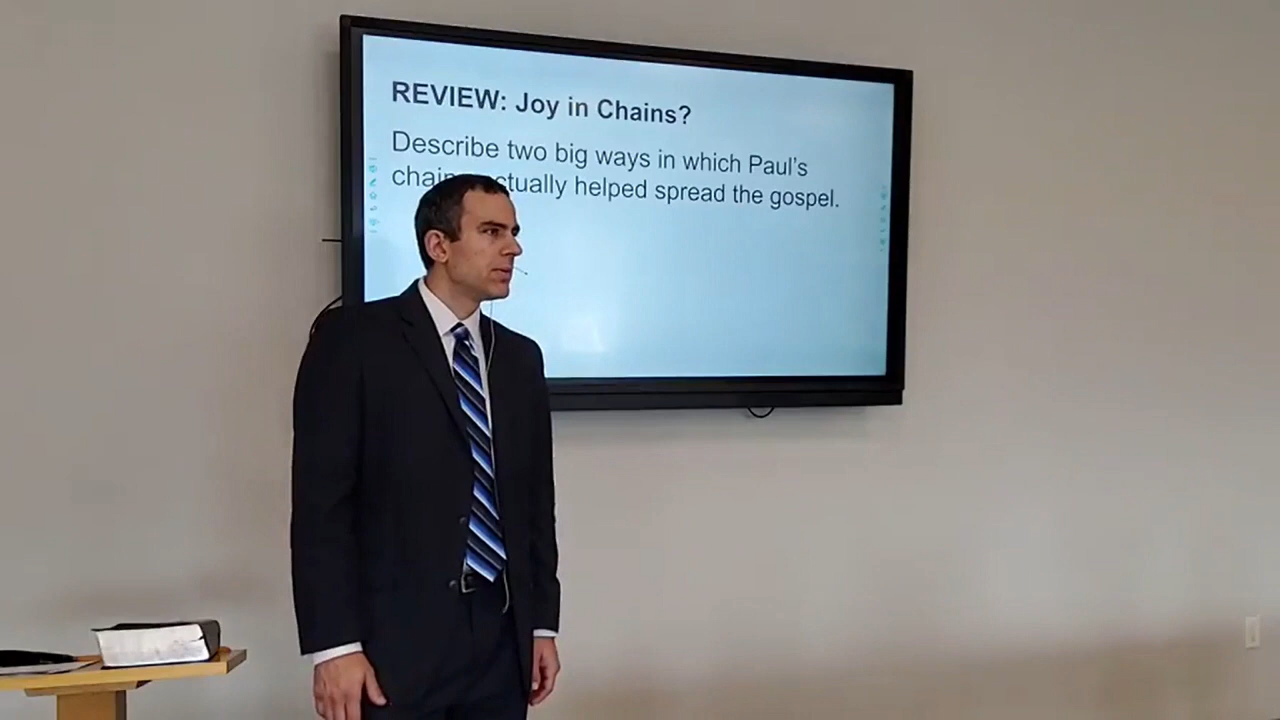 REVIEW: Joy in Chains?
Describe two big ways in which Paul's
helped spread the gospel.